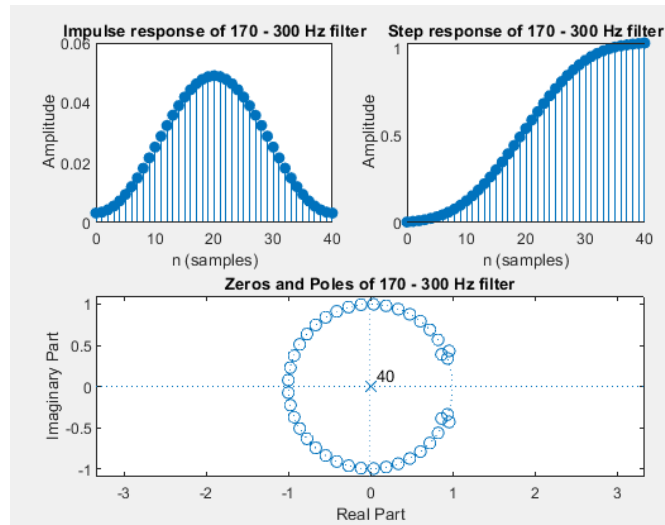 Impulse response of 170 - 300 Hz filter
0.06
0.04
0.02
0
Amplitude
0 10 20 30 40
n (samples)
Step response of 170 - 300 Hz filter
1
0.5
0
Amplitude
0 10 20 30 40
n (samples)
Zeros and Poles of 170 - 300 Hz filter
1
0.5
0
-0.5
-1
Imaginary Part
40
-3 -2 -1 0 1 2 3
Real Part